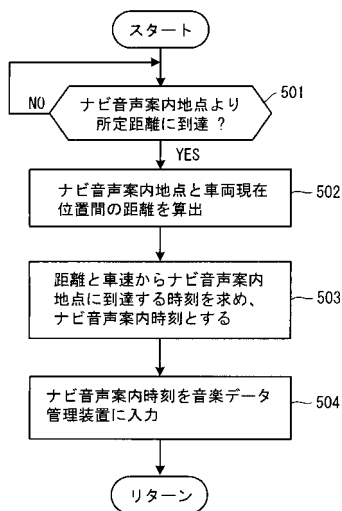 スタート
ナビ音声案内地点より
所定距離に到達？
501
NO
YES
ナビ音声案内地点と車両現在
位置間の距離を算出
502
距離と車速からナビ音声案内
地点に到達する時刻を求め、
ナビ音声案内時刻とする
503
ナビ音声案内時刻を音楽データ
管理装置に入力
504
リターン